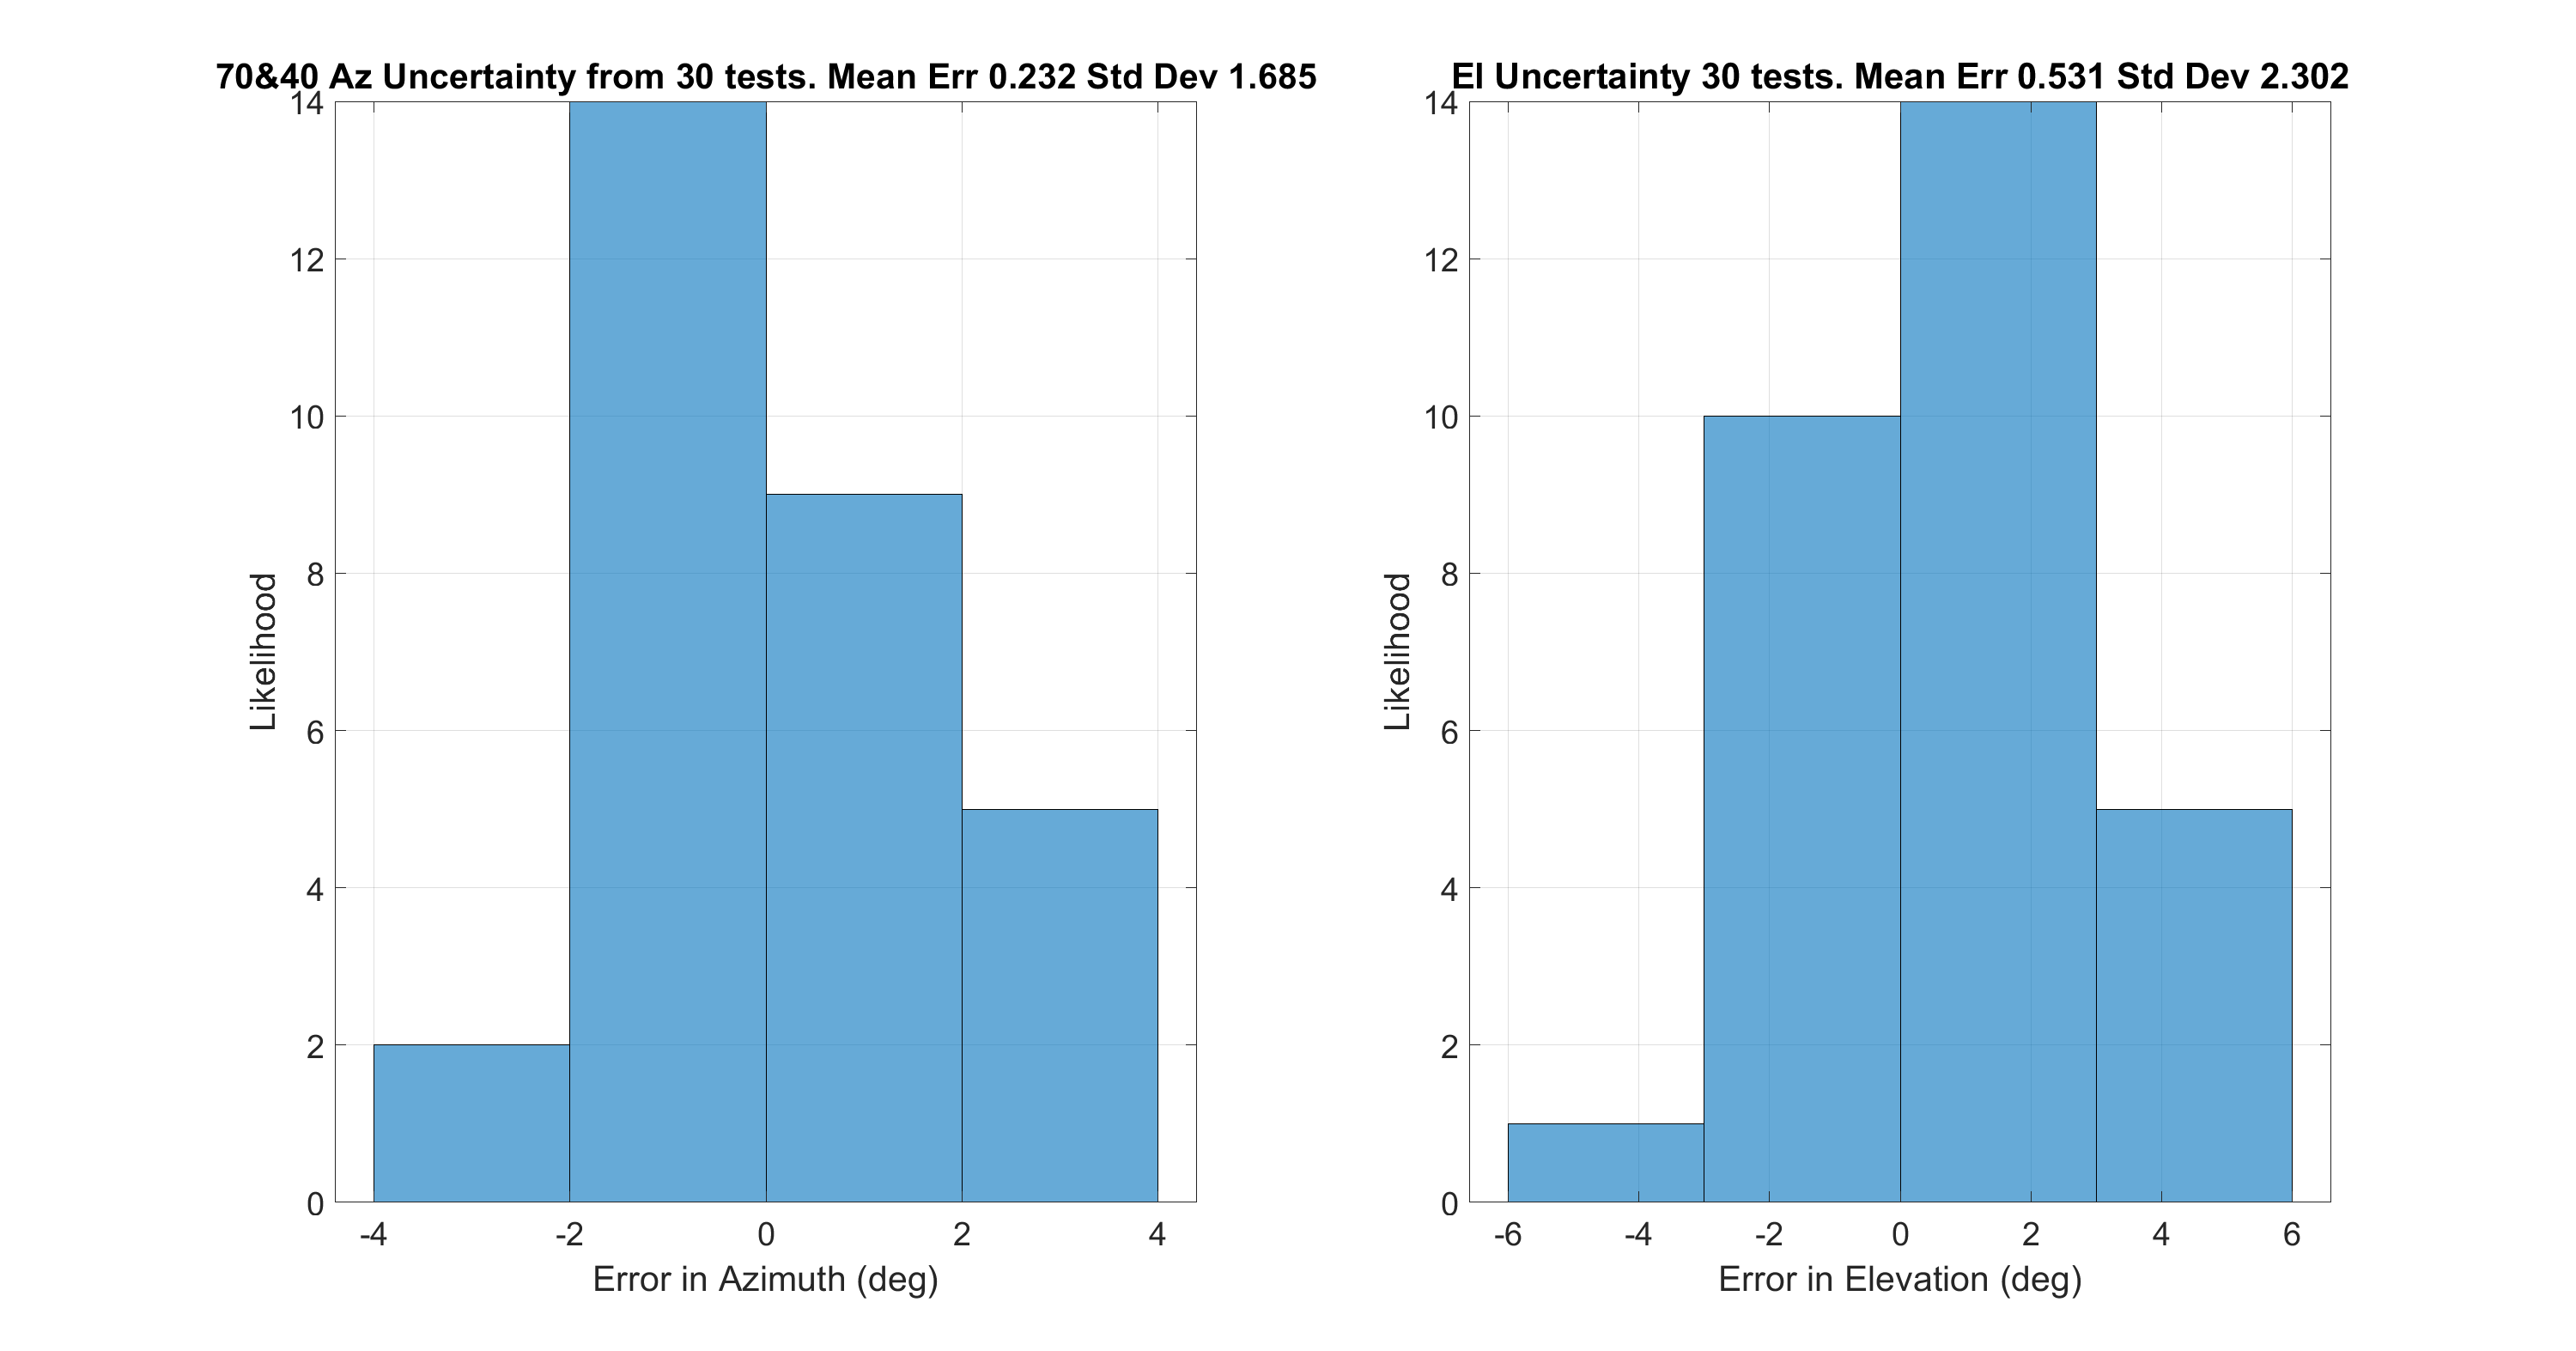 70&40 Az Uncertainty from 30 tests. Mean Err 0.232 Std Dev 1.685
14
12
10
8
6
4
2
0
Likelihood
-4 -2 0 2 4
Error in Azimuth (deg)
El Uncertainty 30 tests. Mean Err 0.531 Std Dev 2.302
14
12
10
8
6
4
2
0
Likelihood
-6 -4 -2 0 2 4 6
Error in Elevation (deg)